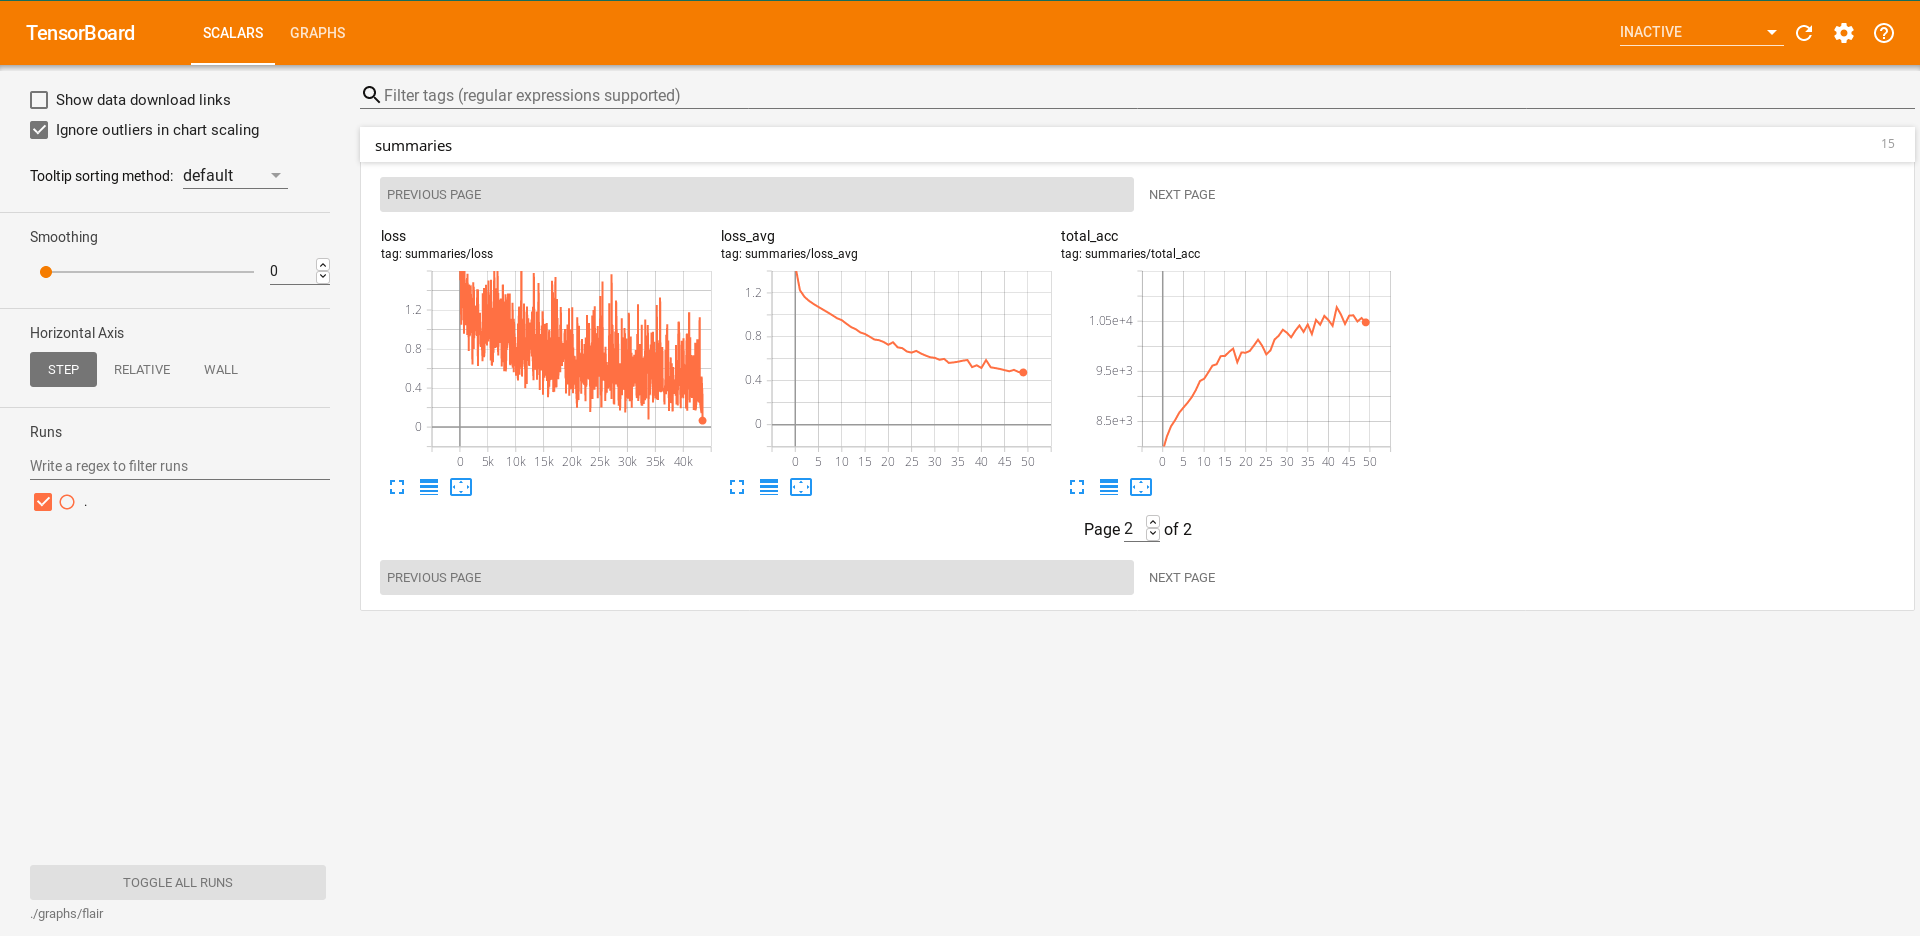 TensorBoard SCALARS GRAPHS INACTIVE
Show data download links
Ignore outliers in chart scaling
Tooltip sorting method: default
Smoothing
0
Horizontal Axis
STEP RELATIVE WALL
Runs
Write a regex to filter runs
.
TOGGLE ALL RUNS
./graphs/flair
Filter tags (regular expressions supported)
summaries 15
PREVIOUS PAGE NEXT PAGE
loss
tag: summaries/loss
1.2
0.8
0.4
0
0 5k 10k 15k 20k 25k 30k 35k 40k
loss_avg
tag: summaries/loss_avg
1.2
0.8
0.4
0
0 5 10 15 20 25 30 35 40 45 50
total_acc
tag: summaries/total_acc
1.05e+4
9.5e+3
8.5e+3
0 5 10 15 20 25 30 35 40 45 50
Page 2 of 2
PREVIOUS PAGE NEXT PAGE